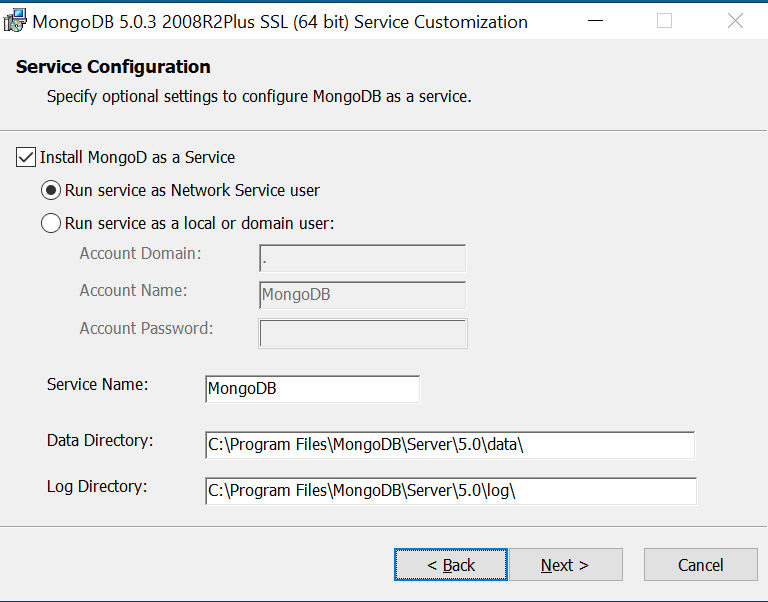 MongoDB 5.0.3 2008R2Plus SSL (64 bit) Service Customization
Service Configuration
Specify optional settings to configure MongoDB as a service.
Install MongoD as a Service
Run service as Network Service user
Run service as a local or domain user:
Account Domain: .
Account Name: MongoDB
Account Password:
Service Name: MongoDB
Data Directory: C:\Program Files\MongoDB\Server\5.0\data\
Log Directory: C:\Program Files\MongoDB\Server\5.0\log\
< Back Next > Cancel